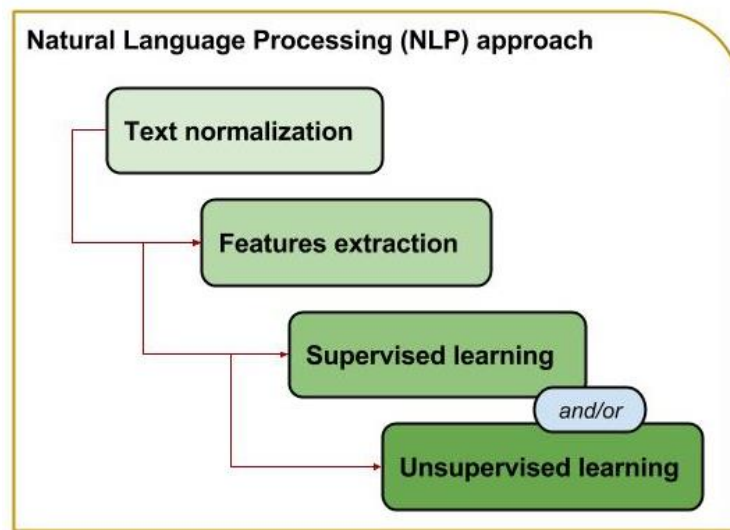 Natural Language Processing (NLP) approach
Text normalization
Features extraction
Supervised learning
and/or
Unsupervised learning